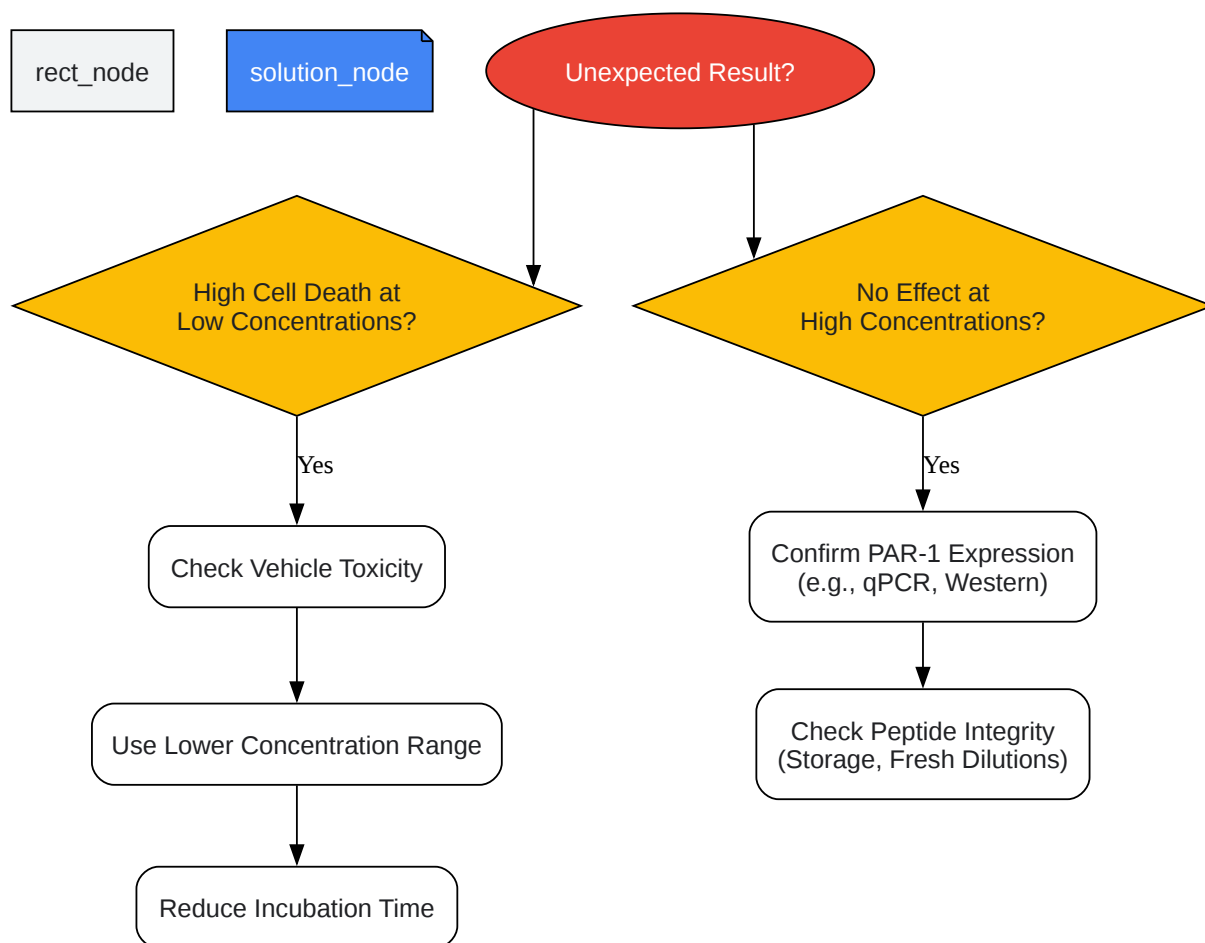 rect_node
solution_node
Unexpected Result?
High Cell Death at
Low Concentrations?
No Effect at
High Concentrations?
Yes
Yes
Check Vehicle Toxicity
Confirm PAR-1 Expression
(e.g., qPCR, Western)
Use Lower Concentration Range
Check Peptide Integrity
(Storage, Fresh Dilutions)
Reduce Incubation Time